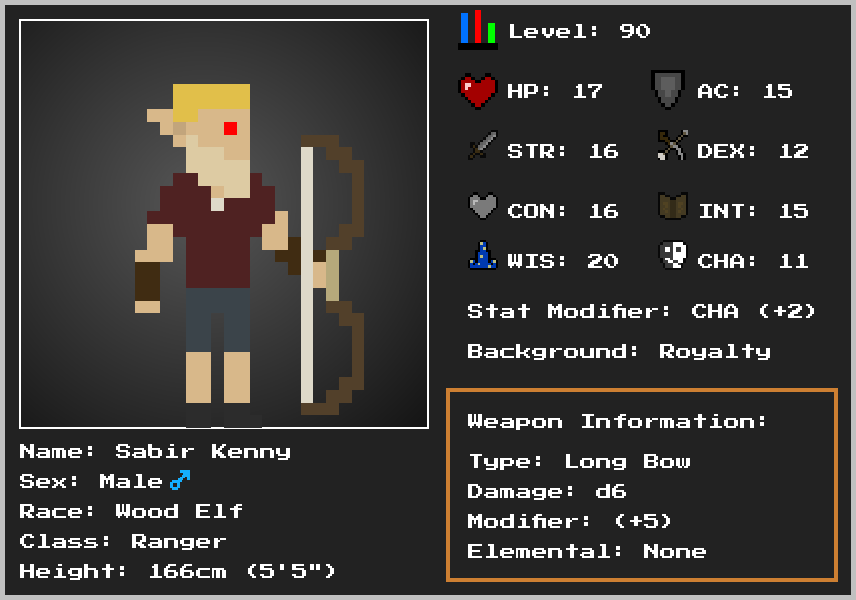 Level: 90
HP: 17 AC: 15
STR: 16 DEX: 12
CON: 16 INT: 15
WIS: 20 CHA: 11
Stat Modifier: CHA (+2)
Background: Royalty
Weapon Information:
Type: Long Bow
Damage: d6
Modifier: (+5)
Elemental: None
Name: Sabir Kenny
Sex: Male ♂
Race: Wood Elf
Class: Ranger
Height: 166cm (5'5")